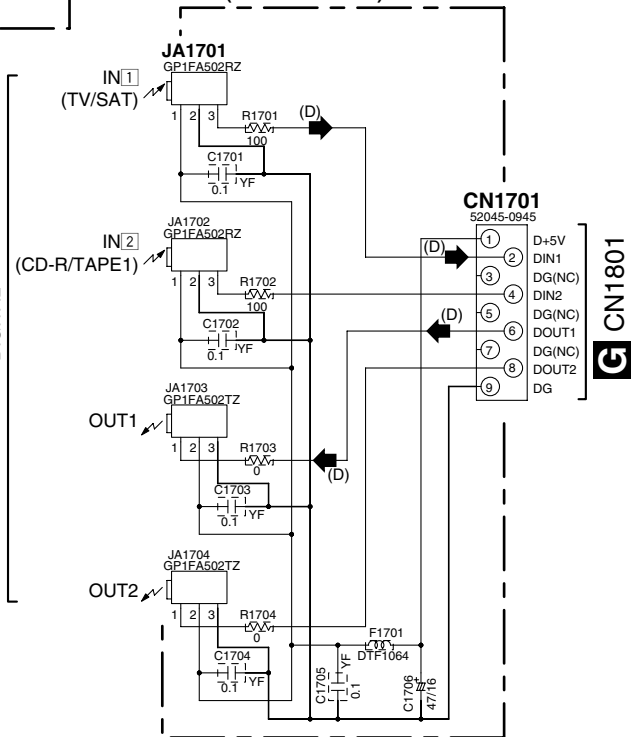 JA1701
GP1FA502RZ
IN1
(TV/SAT)
1 2 3
R1701
100
(D)
C1701
0.1
YF
JA1702
GP1FA502RZ
IN2
(CD-R/TAPE1)
1 2 3
R1702
100
C1702
0.1
YF
JA1703
GP1FA502TZ
OUT1
1 2 3
R1703
0
(D)
C1703
0.1
YF
JA1704
GP1FA502TZ
OUT2
1 2 3
R1704
0
C1704
0.1
YF
F1701
DTF1064
C1705
YF
0.1
C1706
+
47/16
CN1701
52045-0945
(D)
(D)
1 D+5V
2 DIN1
3 DG(NC)
4 DIN2
5 DG(NC)
6 DOUT1
7 DG(NC)
8 DOUT2
9 DG
G CN1801